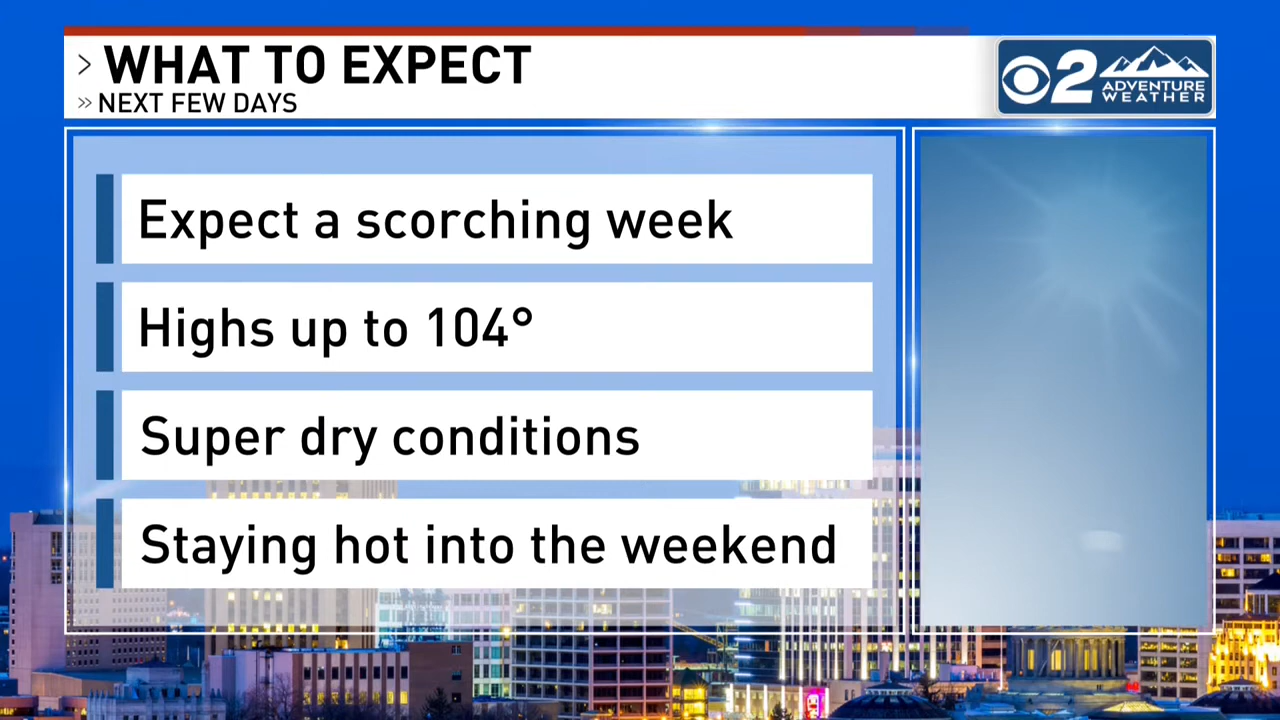 > WHAT TO EXPECT
>> NEXT FEW DAYS
2 ADVENTURE
WEATHER
Expect a scorching week
Highs up to 104°
Super dry conditions
Staying hot into the weekend